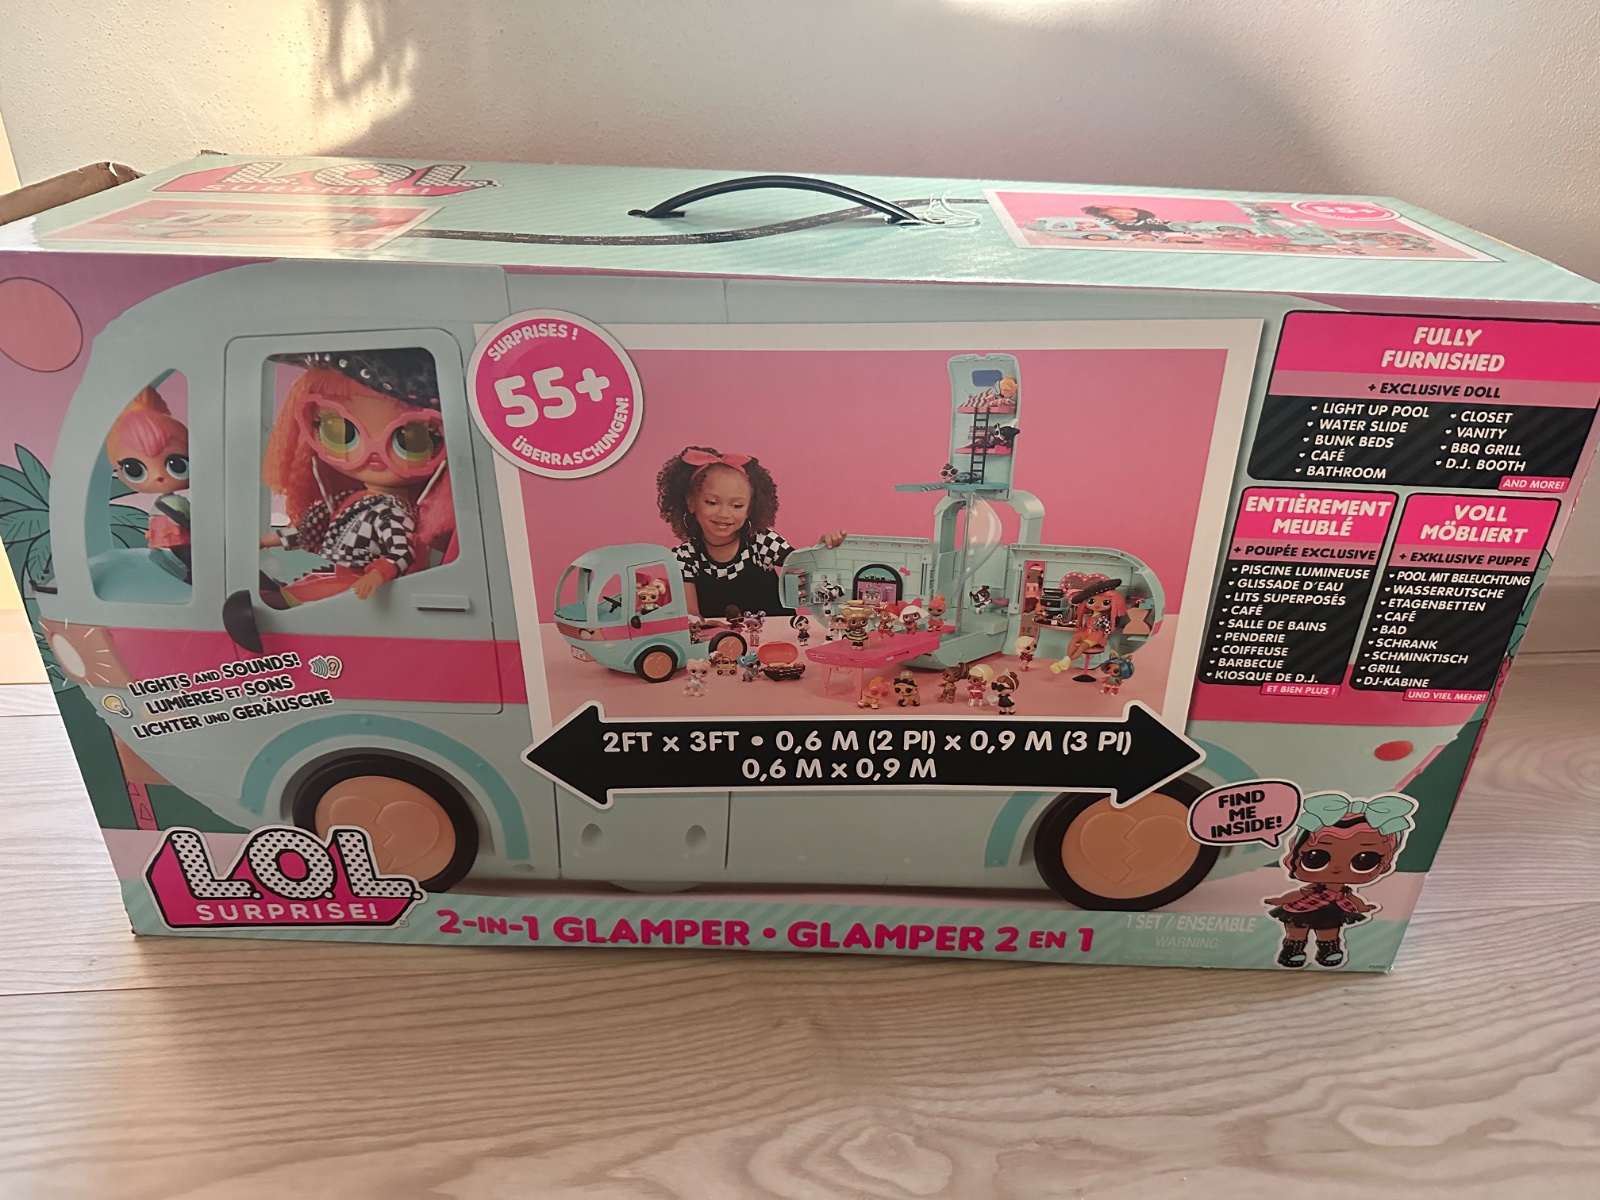 L.O.L.
SURPRISE!
55+
SURPRISES !
55+
ÜBERRASCHUNGEN!
FULLY
FURNISHED
+ EXCLUSIVE DOLL
• LIGHT UP POOL
• WATER SLIDE
• BUNK BEDS
• CAFÉ
• BATHROOM
• CLOSET
• VANITY
• BBQ GRILL
• D.J. BOOTH
AND MORE!
ENTIÈREMENT
MEUBLÉ
+ POUPÉE EXCLUSIVE
• PISCINE LUMINEUSE
• GLISSADE D'EAU
• LITS SUPERPOSÉS
• CAFÉ
• SALLE DE BAINS
• PENDERIE
• COIFFEUSE
• BARBECUE
• KIOSQUE DE D.J.
ET BIEN PLUS !
VOLL
MÖBLIERT
+ EXKLUSIVE PUPPE
• POOL MIT BELEUCHTUNG
• WASSERRUTSCHE
• ETAGENBETTEN
• CAFÉ
• BAD
• SCHRANK
• SCHMINKTISCH
• GRILL
• DJ-KABINE
UND VIEL MEHR!
LIGHTS AND SOUNDS!
LUMIÈRES ET SONS
LICHTER UND GERÄUSCHE
2FT x 3FT • 0,6 M (2 PI) x 0,9 M (3 PI)
0,6 M x 0,9 M
FIND
ME
INSIDE!
L.O.L.
SURPRISE!
2-IN-1 GLAMPER • GLAMPER 2 EN 1
1 SET / ENSEMBLE
WARNING